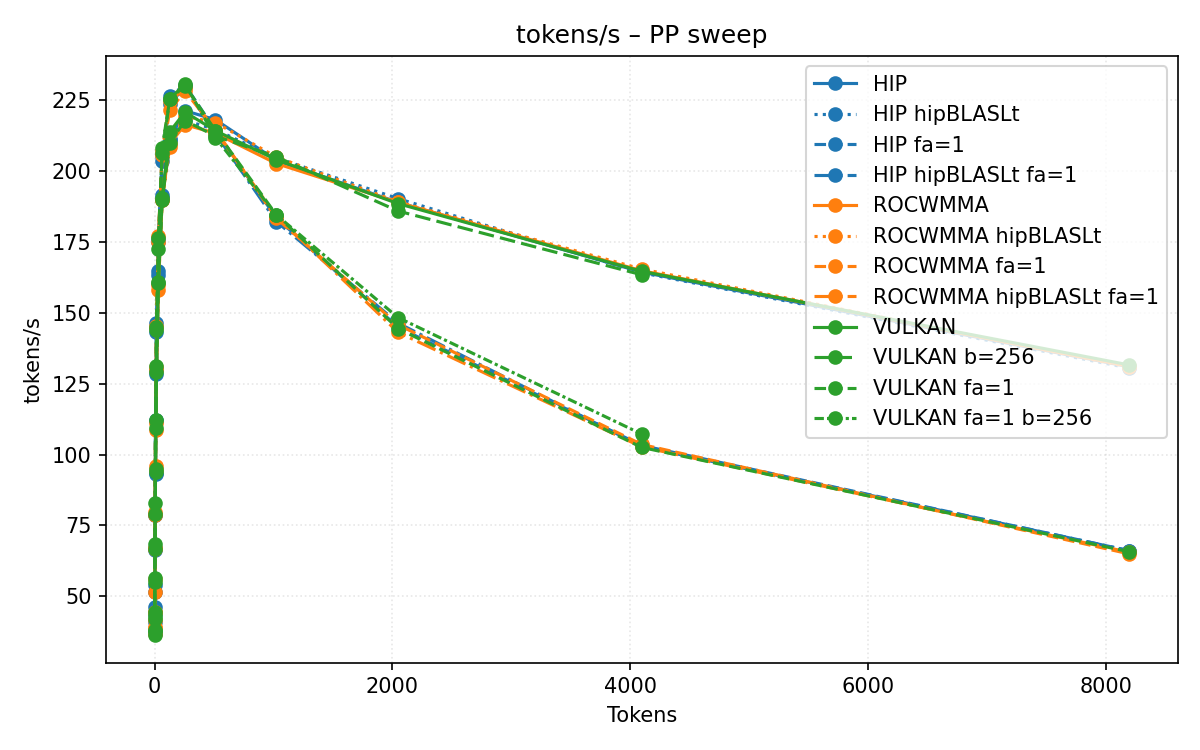 tokens/s – PP sweep
225
200
175
150
125
100
75
50
tokens/s
0
2000
4000
6000
8000
Tokens
HIP
HIP hipBLASLt
HIP fa=1
HIP hipBLASLt fa=1
ROCWMMA
ROCWMMA hipBLASLt
ROCWMMA fa=1
ROCWMMA hipBLASLt fa=1
VULKAN
VULKAN b=256
VULKAN fa=1
VULKAN fa=1 b=256